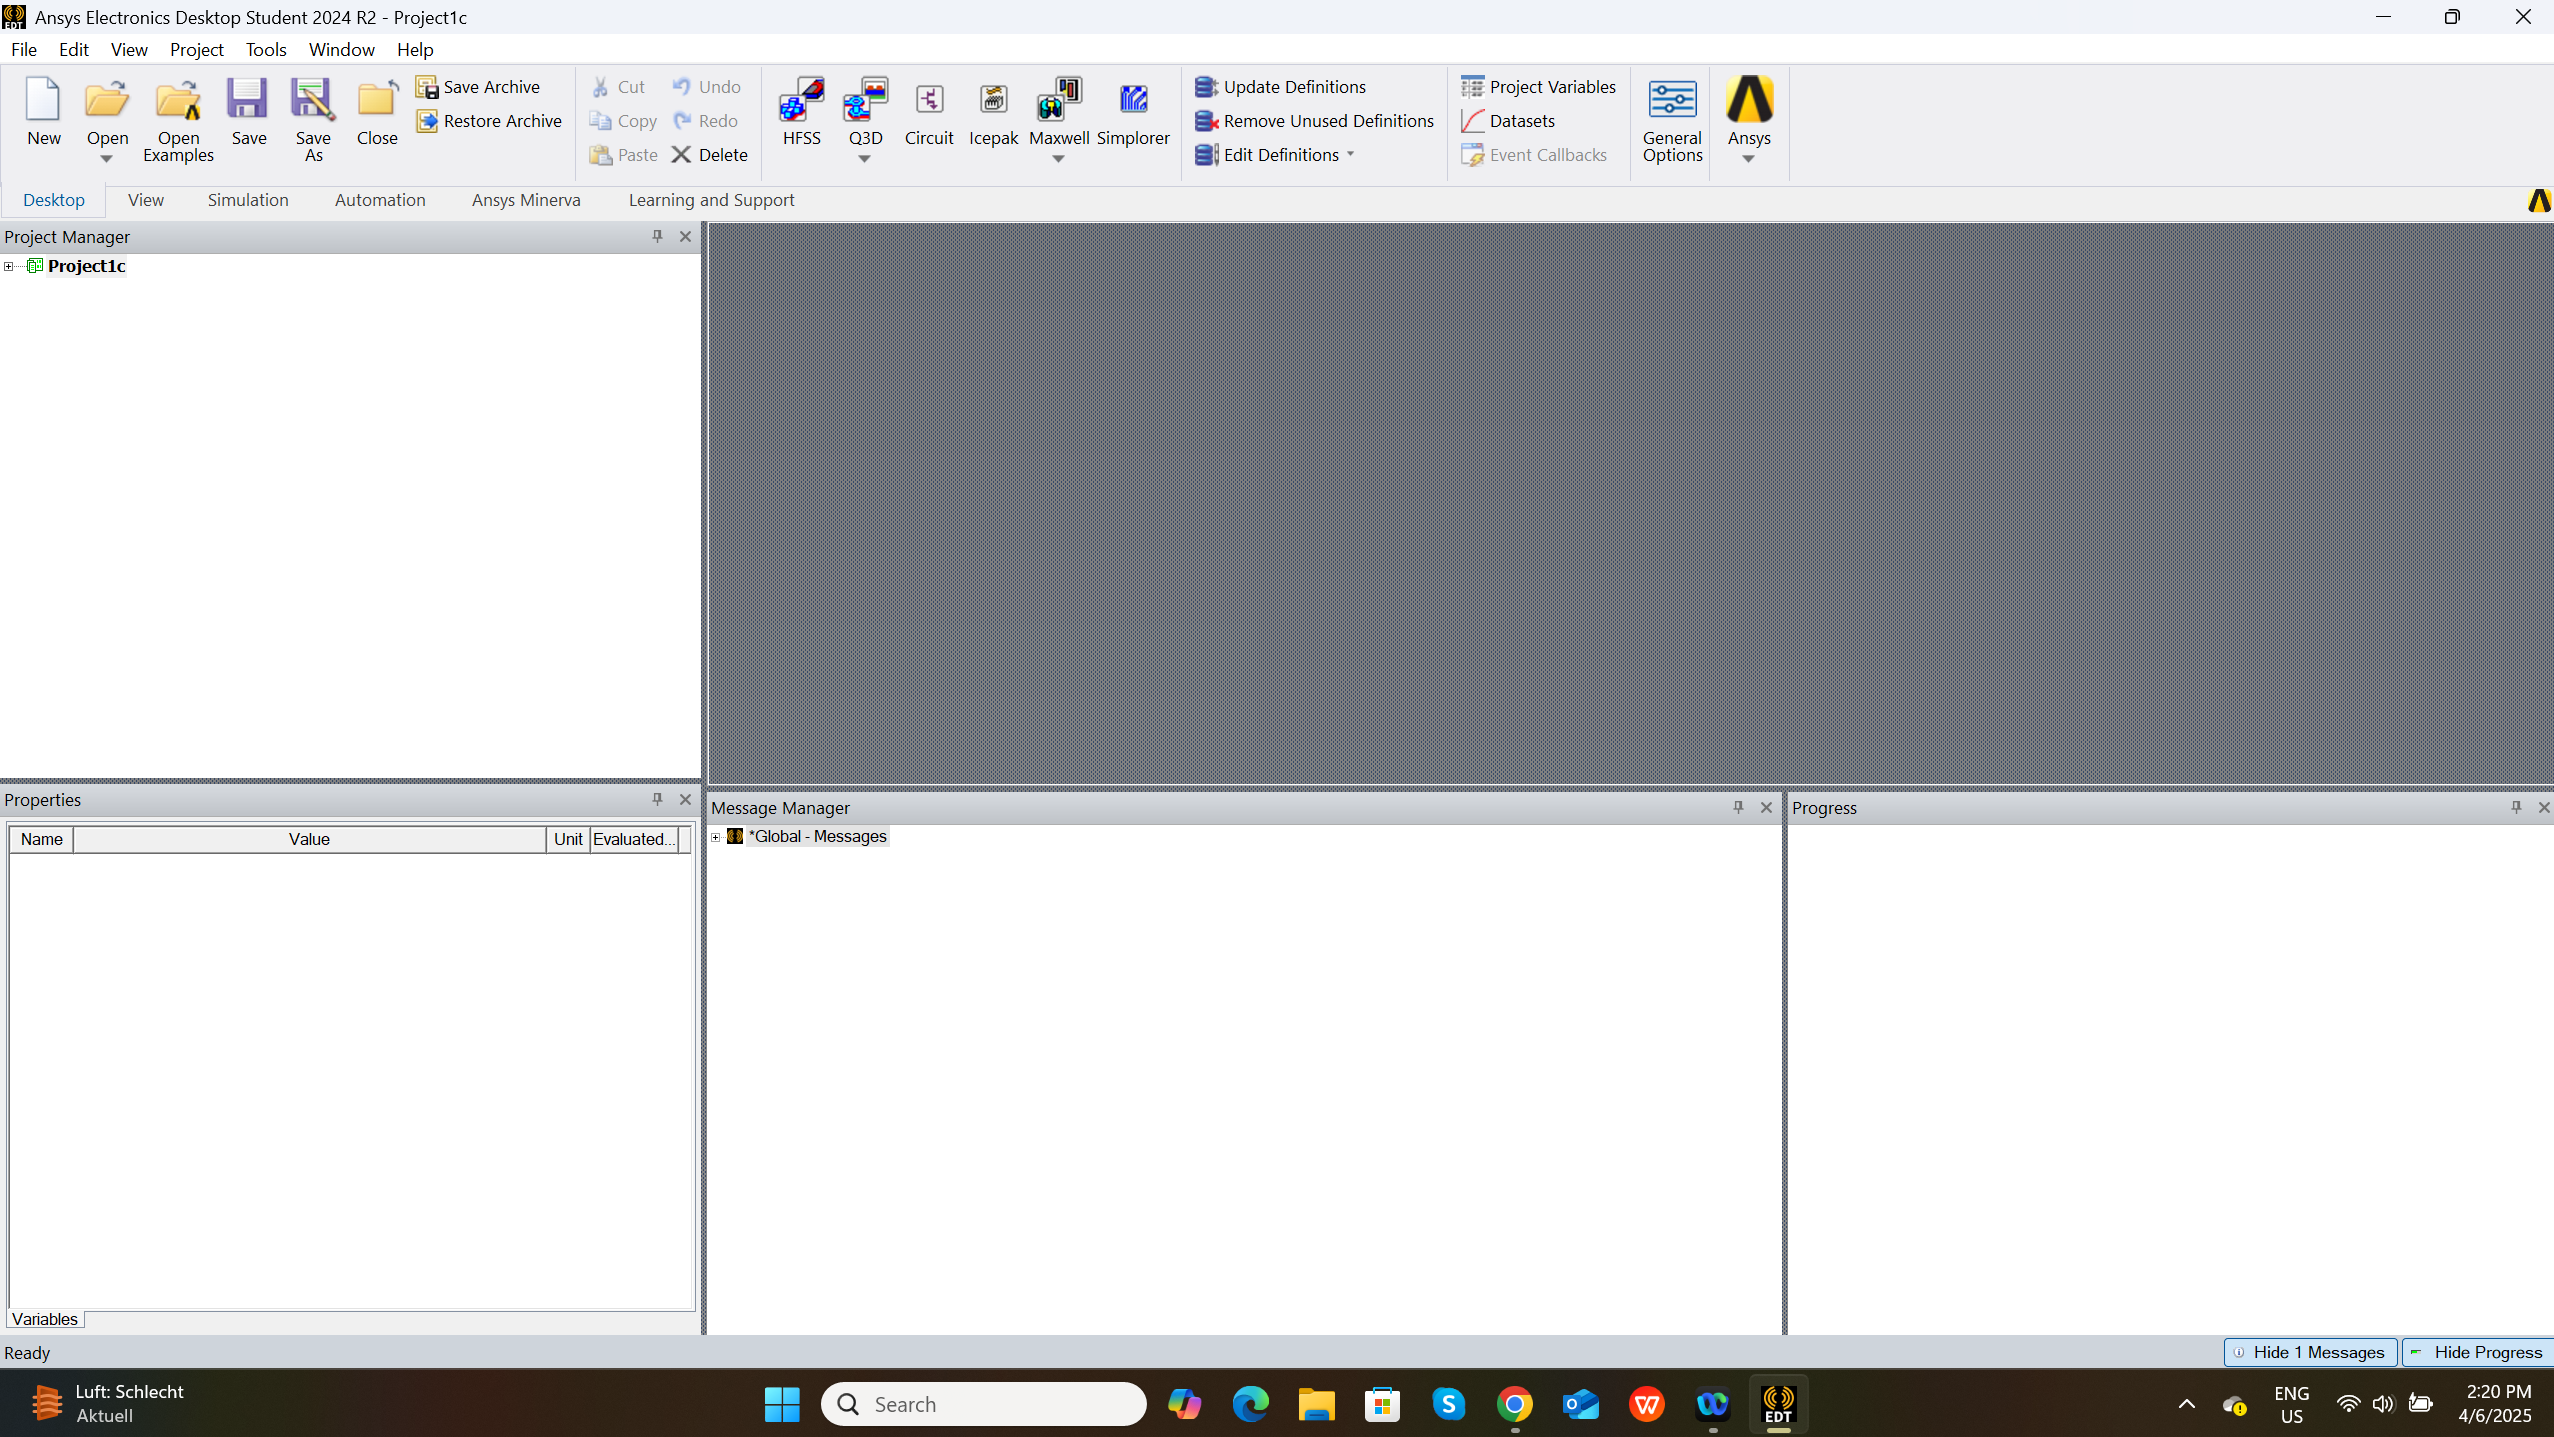 Ansys Electronics Desktop Student 2024 R2 - Project1c
File Edit View Project Tools Window Help
New Open Open Examples Save Save As Close Save Archive Restore Archive
Cut Copy Paste Undo Redo Delete
HFSS Q3D Circuit Icepak Maxwell Simplorer
Update Definitions
Remove Unused Definitions
Edit Definitions
Project Variables
Datasets
Event Callbacks
General Options
Ansys
Desktop View Simulation Automation Ansys Minerva Learning and Support
Project Manager
Project1c
Properties
Name Value Unit Evaluated...
Variables
Message Manager
*Global - Messages
Progress
Ready
Hide 1 Messages Hide Progress
Luft: Schlecht
Aktuell
Search
EDT
ENG
US
2:20 PM
4/6/2025